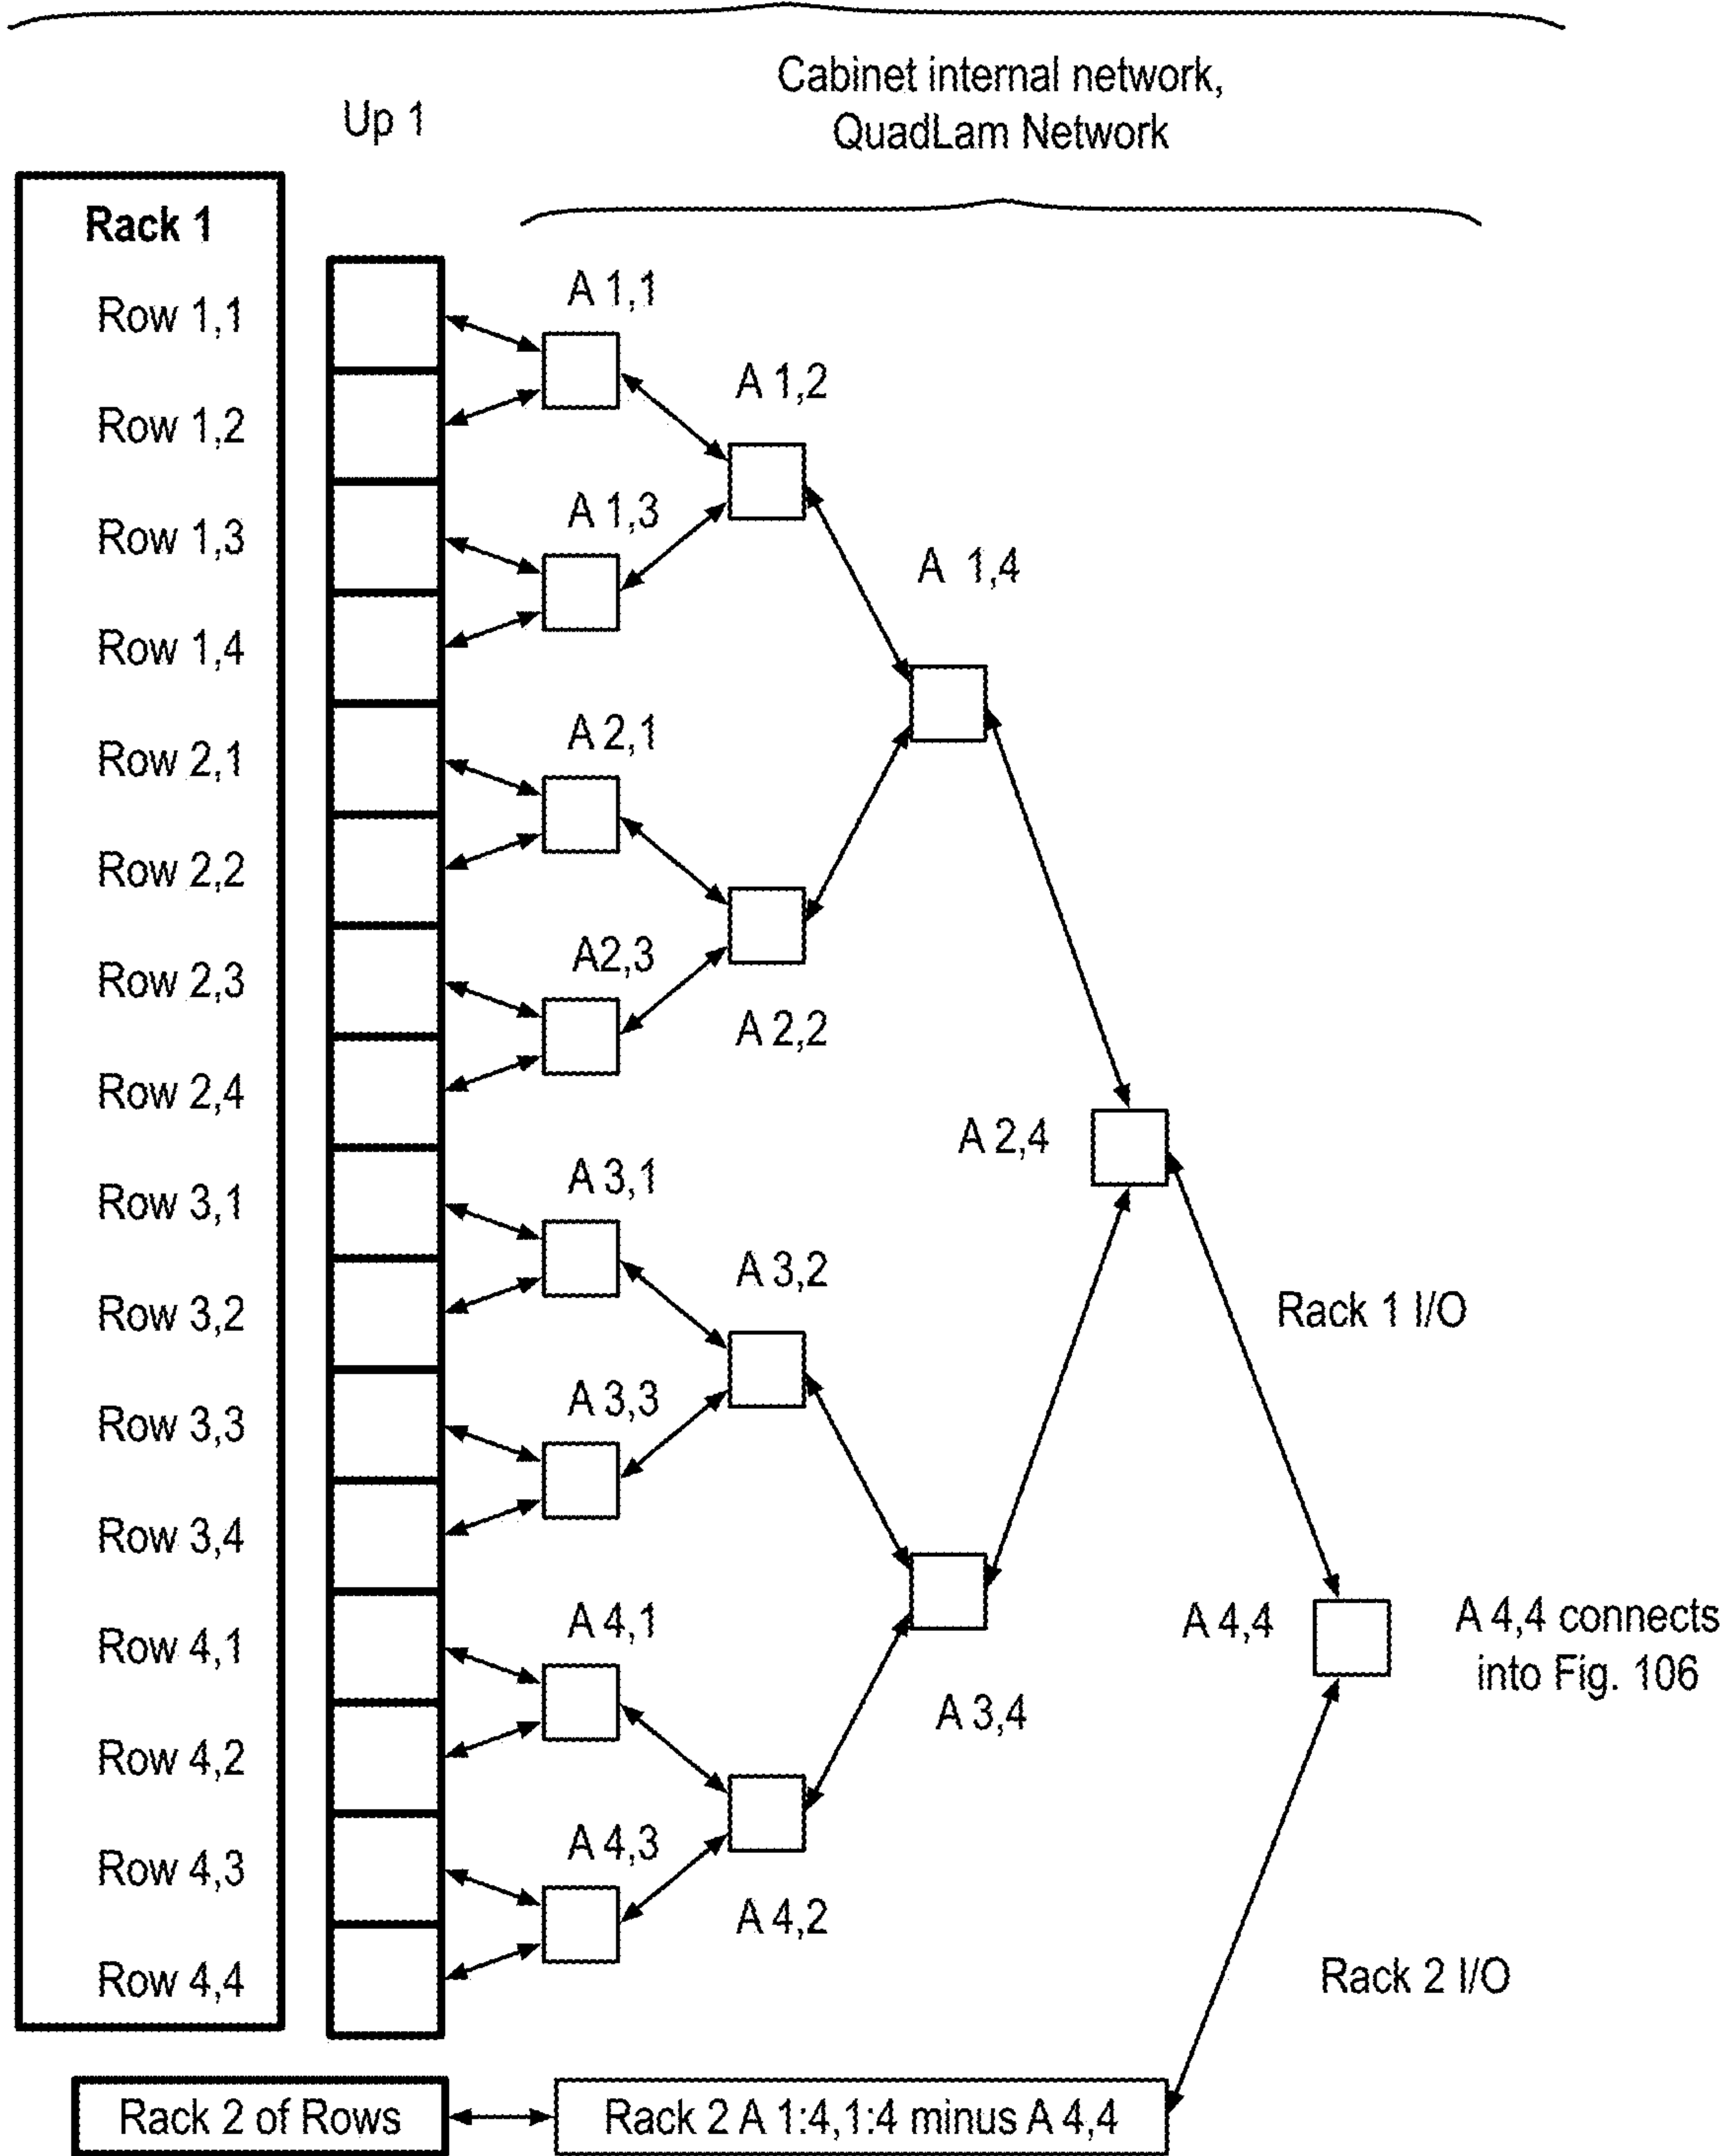 Cabinet internal network,
QuadLam Network
Up 1
Rack 1
Row 1,1
Row 1,2
Row 1,3
Row 1,4
Row 2,1
Row 2,2
Row 2,3
Row 2,4
Row 3,1
Row 3,2
Row 3,3
Row 3,4
Row 4,1
Row 4,2
Row 4,3
Row 4,4
A 1,1
A 1,2
A 1,3
A 1,4
A 2,1
A2,3
A 2,2
A 2,4
A 3,1
A 3,2
Rack 1 I/O
A 3,3
A 4,1
A 4,4
A 4,4 connects
into Fig. 106
A 3,4
A 4,3
A 4,2
Rack 2 I/O
Rack 2 of Rows
Rack 2 A 1:4,1:4 minus A 4,4